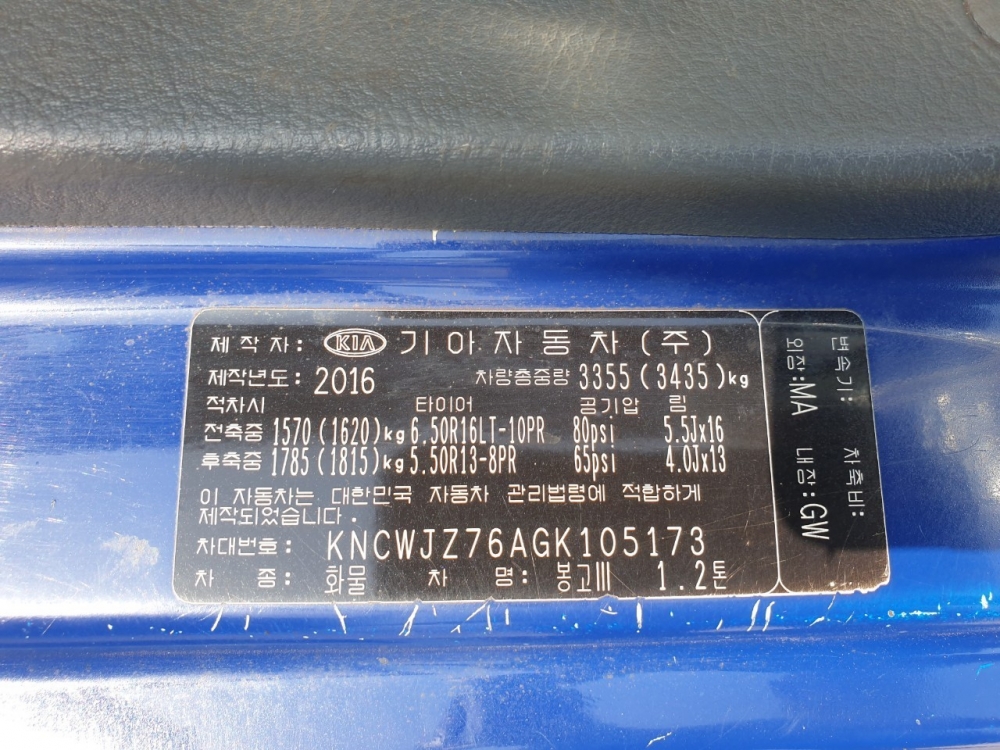 제 작 자: KIA 기 아 자 동 차 (주)
제작년도: 2016 차량총중량 3355 (3435) kg
적차시 타이어 공기압 림
전축중 1570 (1620) kg 6.50R16LT-10PR 80psi 5.5Jx16
후축중 1785 (1815) kg 5.50R13-8PR 65psi 4.0Jx13
이 자동차는 대한민국 자동차 관리법령에 적합하게
제작되었습니다.
차대번호: KNCWJZ76AGK105173
차 종: 화물 차 명: 봉고III 1.2톤
변속기: 차축비:
외장:MA 내장:GW